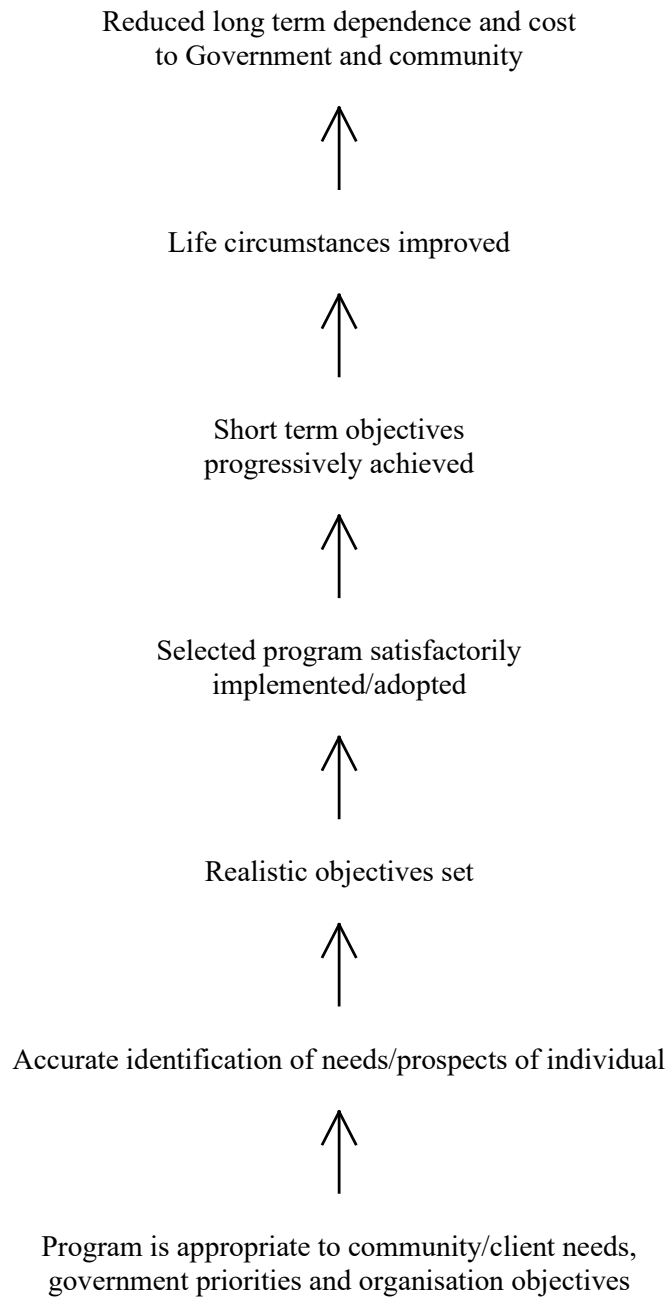 Reduced long term dependence and cost
to Government and community
Life circumstances improved
Short term objectives
progressively achieved
Selected program satisfactorily
implemented/adopted
Realistic objectives set
Accurate identification of needs/prospects of individual
Program is appropriate to community/client needs,
government priorities and organisation objectives